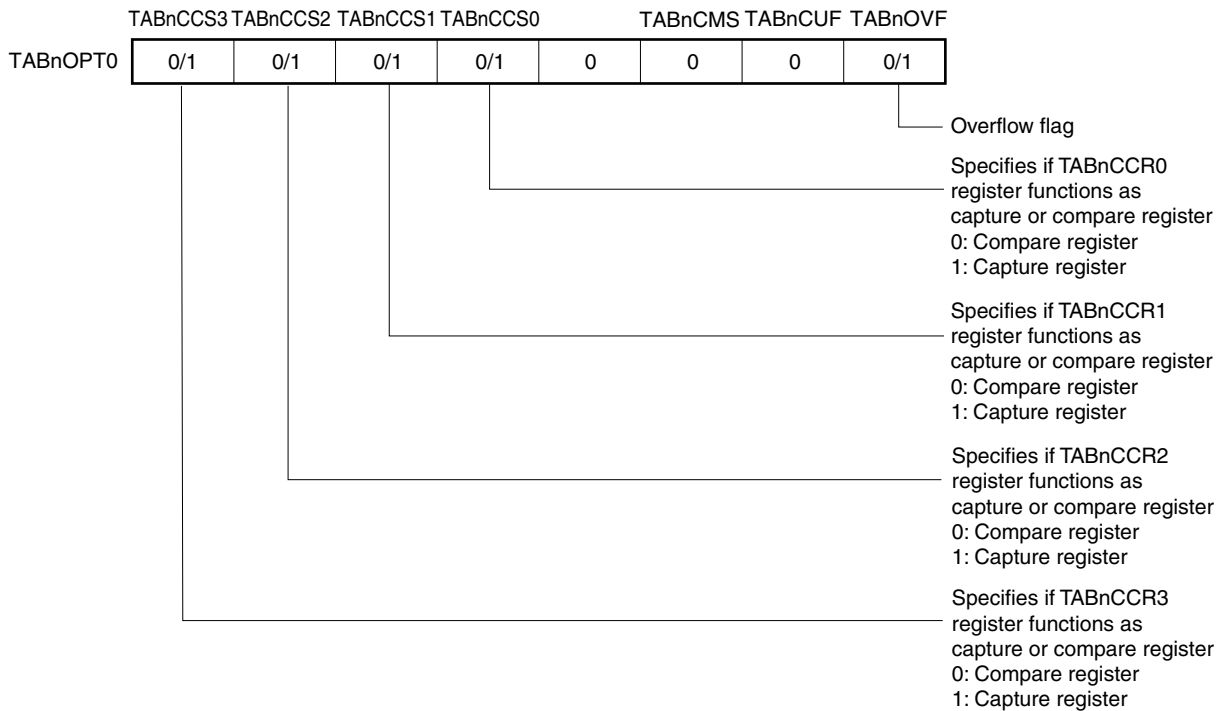 TABnCCS3 TABnCCS2 TABnCCS1 TABnCCS0 TABnCMS TABnCUF TABnOVF
TABnOPT0 0/1 0/1 0/1 0/1 0 0 0 0/1
Overflow flag
Specifies if TABnCCR0
register functions as
capture or compare register
0: Compare register
1: Capture register
Specifies if TABnCCR1
register functions as
capture or compare register
0: Compare register
1: Capture register
Specifies if TABnCCR2
register functions as
capture or compare register
0: Compare register
1: Capture register
Specifies if TABnCCR3
register functions as
capture or compare register
0: Compare register
1: Capture register